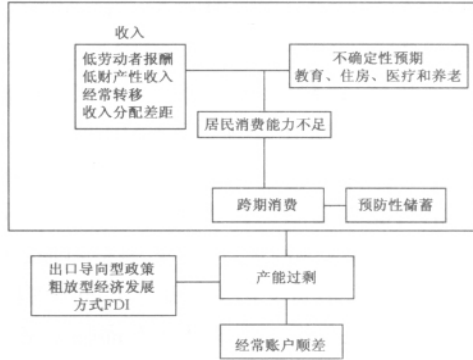 收入
低劳动者报酬
低财产性收入
经常转移
收入分配差距
不确定性预期
教育、住房、医疗和养老
居民消费能力不足
跨期消费
预防性储蓄
出口导向型政策
粗放型经济发展
方式FDI
产能过剩
经常账户顺差